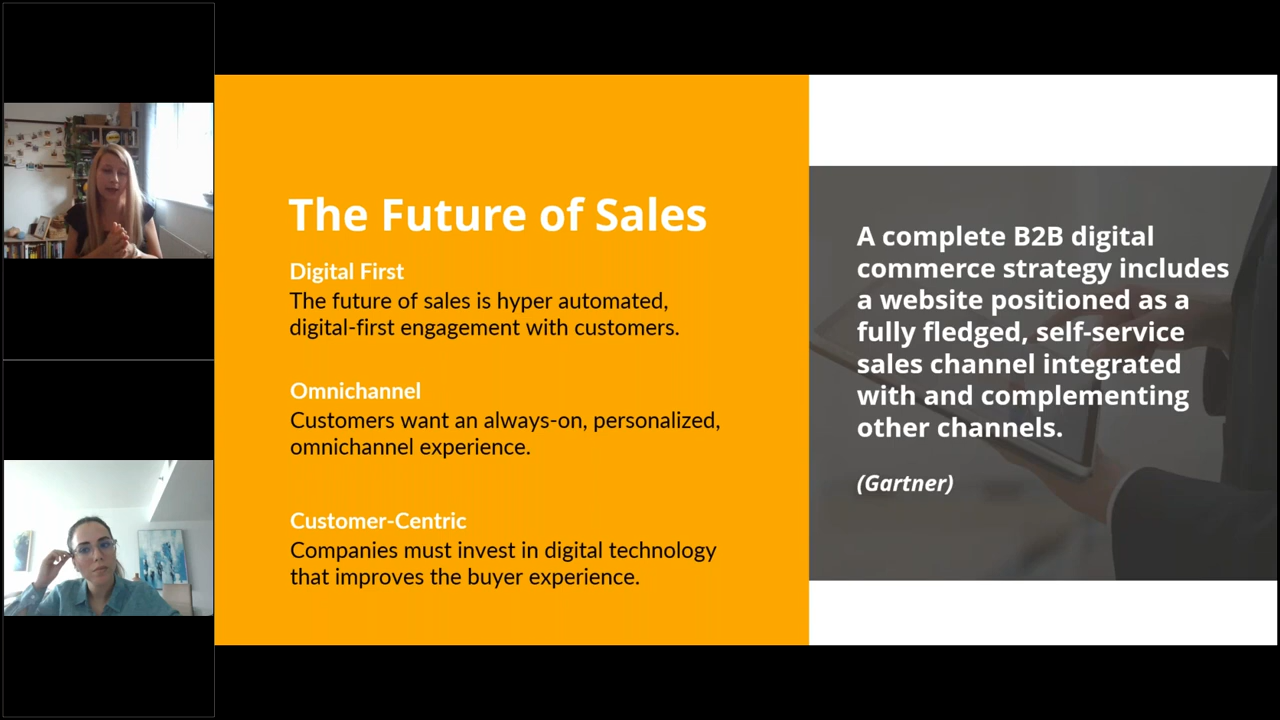 The Future of Sales
Digital First
The future of sales is hyper automated,
digital-first engagement with customers.
Omnichannel
Customers want an always-on, personalized,
omnichannel experience.
Customer-Centric
Companies must invest in digital technology
that improves the buyer experience.
A complete B2B digital
commerce strategy includes
a website positioned as a
fully fledged, self-service
sales channel integrated
with and complementing
other channels.
(Gartner)